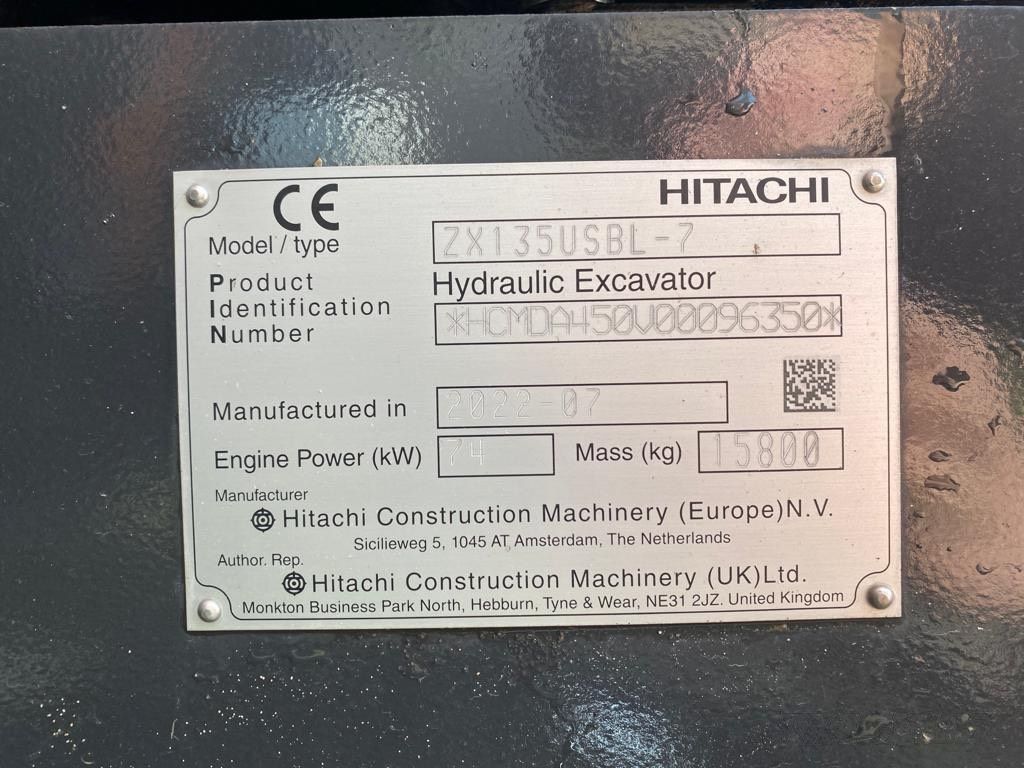 CE
HITACHI
Model / type ZX135USBL-7
Product Hydraulic Excavator
Identification
Number *HCMDA450V00096350*
Manufactured in 2022-07
Engine Power (kW) 74 Mass (kg) 15800
Manufacturer
Hitachi Construction Machinery (Europe)N.V.
Sicilieweg 5, 1045 AT Amsterdam, The Netherlands
Author. Rep.
Hitachi Construction Machinery (UK)Ltd.
Monkton Business Park North, Hebburn, Tyne & Wear, NE31 2JZ. United Kingdom